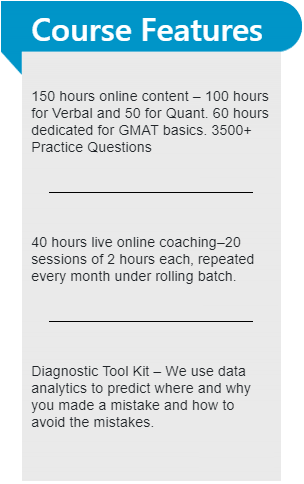 Course Features
150 hours online content – 100 hours
for Verbal and 50 for Quant. 60 hours
dedicated for GMAT basics. 3500+
Practice Questions
40 hours live online coaching–20
sessions of 2 hours each, repeated
every month under rolling batch.
Diagnostic Tool Kit – We use data
analytics to predict where and why
you made a mistake and how to
avoid the mistakes.